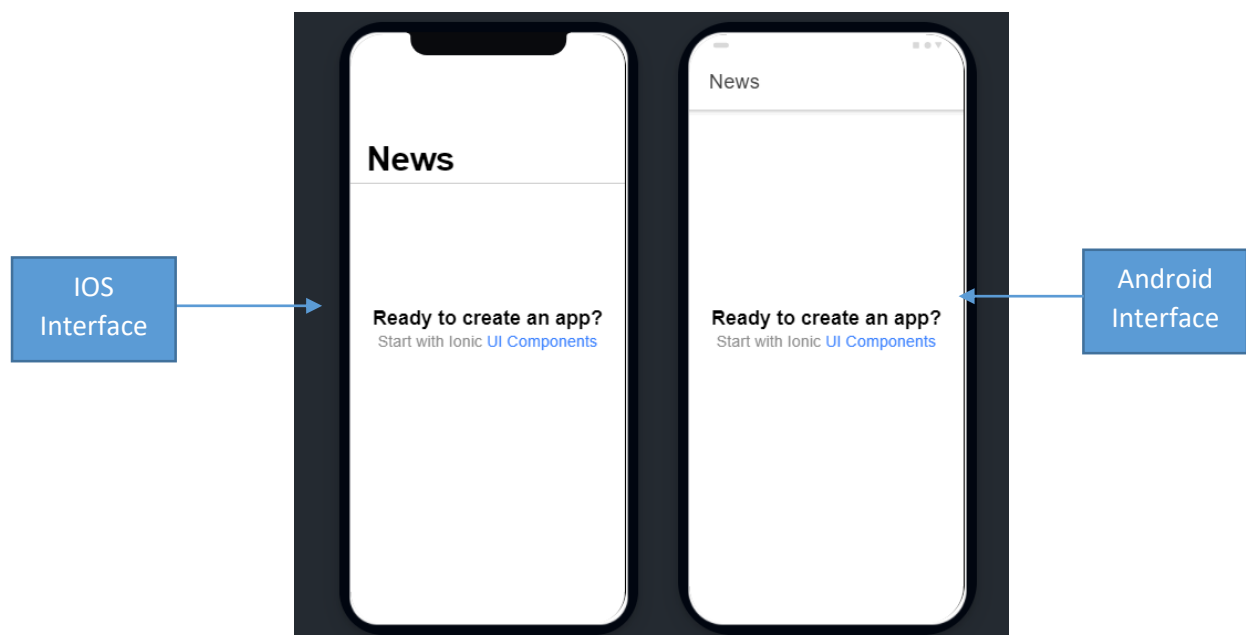 News
News
IOS
Interface
Ready to create an app?
Start with Ionic UI Components
Ready to create an app?
Start with Ionic UI Components
Android
Interface